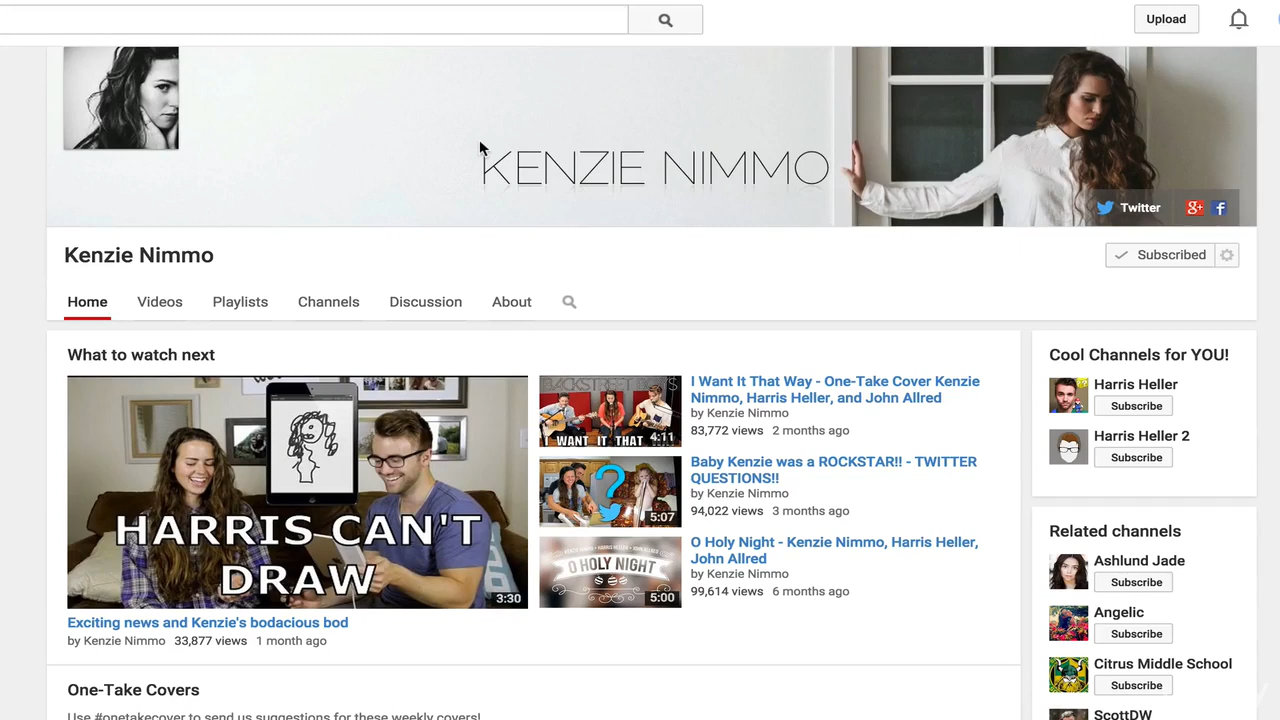 Upload
KENZIE NIMMO
Twitter
g+ f
Kenzie Nimmo
Subscribed
Home Videos Playlists Channels Discussion About
What to watch next
HARRIS CAN'T
DRAW
3:30
Exciting news and Kenzie's bodacious bod
by Kenzie Nimmo 33,877 views 1 month ago
BACKSTREET BOYS
I WANT IT THAT
4:11
I Want It That Way - One-Take Cover Kenzie
Nimmo, Harris Heller, and John Allred
by Kenzie Nimmo
83,772 views 2 months ago
?
5:07
Baby Kenzie was a ROCKSTAR!! - TWITTER
QUESTIONS!!
by Kenzie Nimmo
94,022 views 3 months ago
O HOLY NIGHT
5:00
O Holy Night - Kenzie Nimmo, Harris Heller,
John Allred
by Kenzie Nimmo
99,614 views 6 months ago
One-Take Covers
Use #onetakecover to send us suggestions for these weekly covers!
Cool Channels for YOU!
Harris Heller
Subscribe
Harris Heller 2
Subscribe
Related channels
Ashlund Jade
Subscribe
Angelic
Subscribe
Citrus Middle School
Subscribe
ScottDW